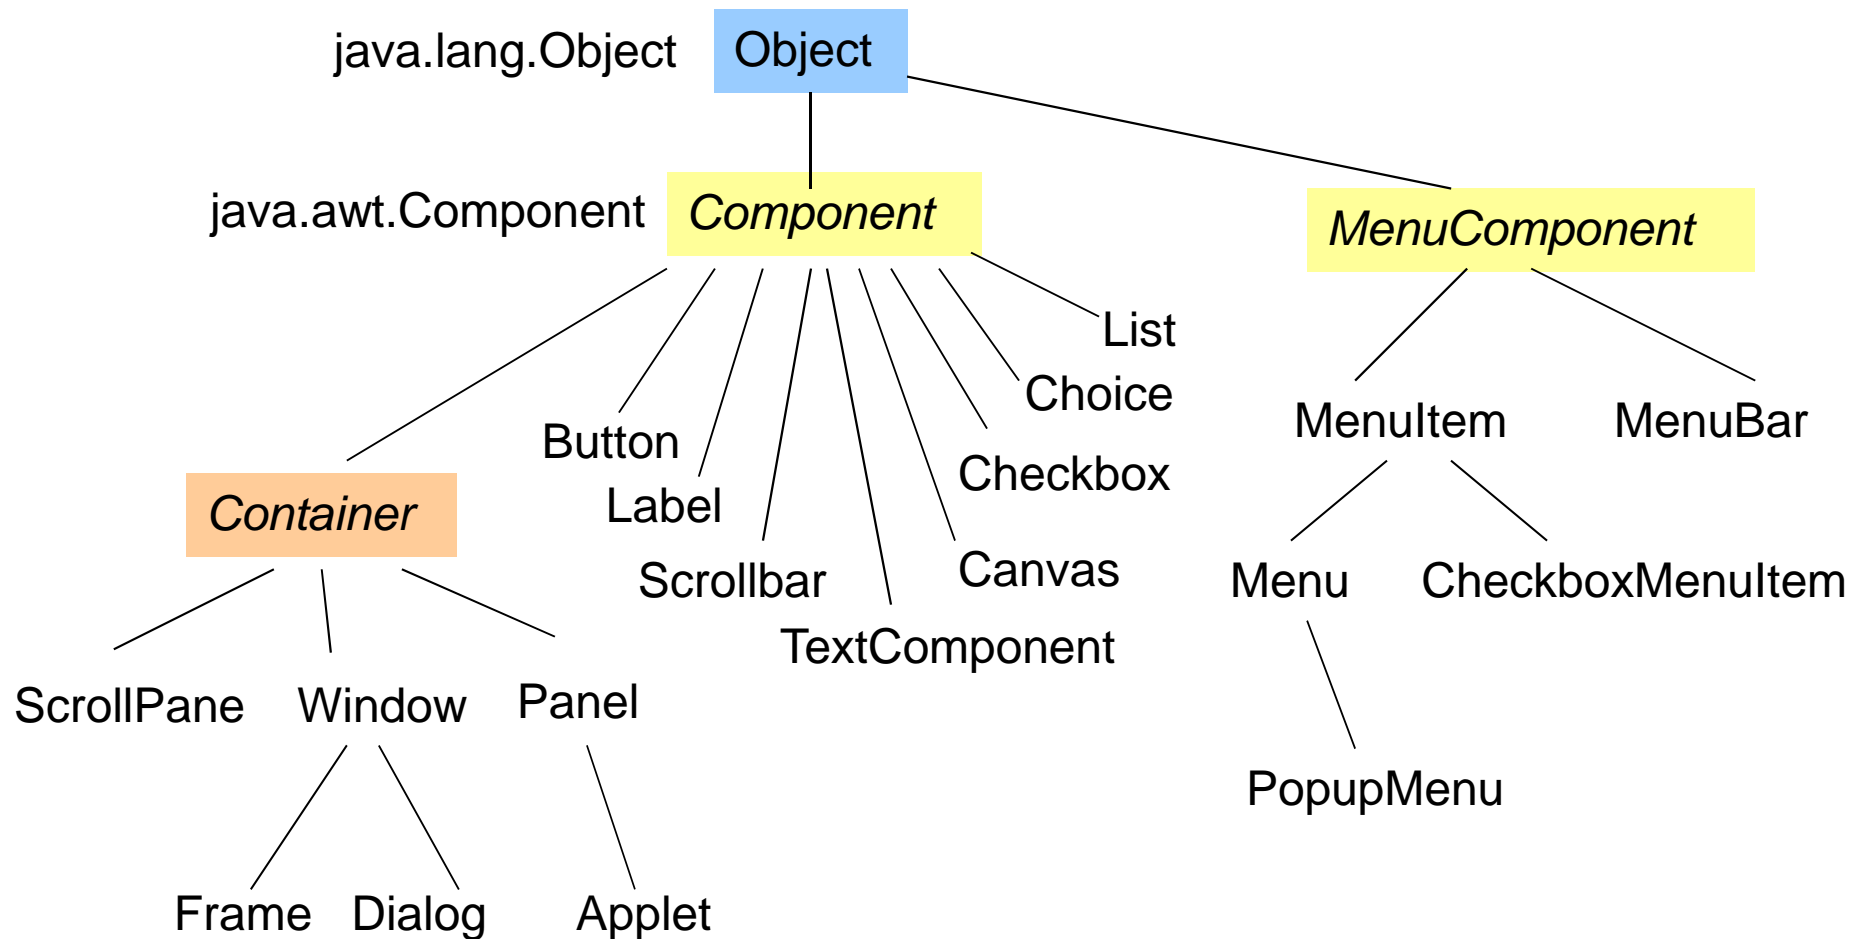 java.lang.Object Object
java.awt.Component Component
MenuComponent
List
Choice
MenuItem MenuBar
Button
Checkbox
Label
Container
Scrollbar
Canvas
Menu CheckboxMenuItem
TextComponent
ScrollPane Window Panel
PopupMenu
Frame Dialog Applet